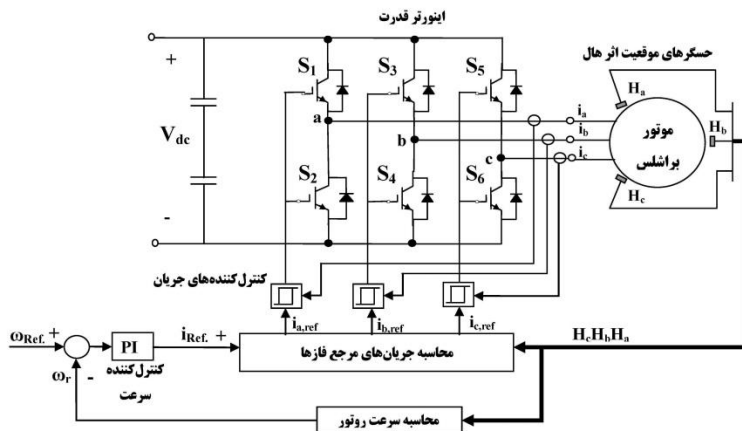 اینورتر قدرت
حسگرهای موقعیت اثر هال
+
S1
S3
S5
Ha
ia
a
Vdc
b
ib
موتور
براشلس
Hb
c
ic
S2
S4
S6
Hc
-
کنترل‌کننده‌های جریان
ia,ref
ib,ref
ic,ref
HcHbHa
ωRef.
+
PI
iRef.
+
محاسبه جریان‌های مرجع فازها
ωr
-
کنترل‌کننده
سرعت
محاسبه سرعت روتور